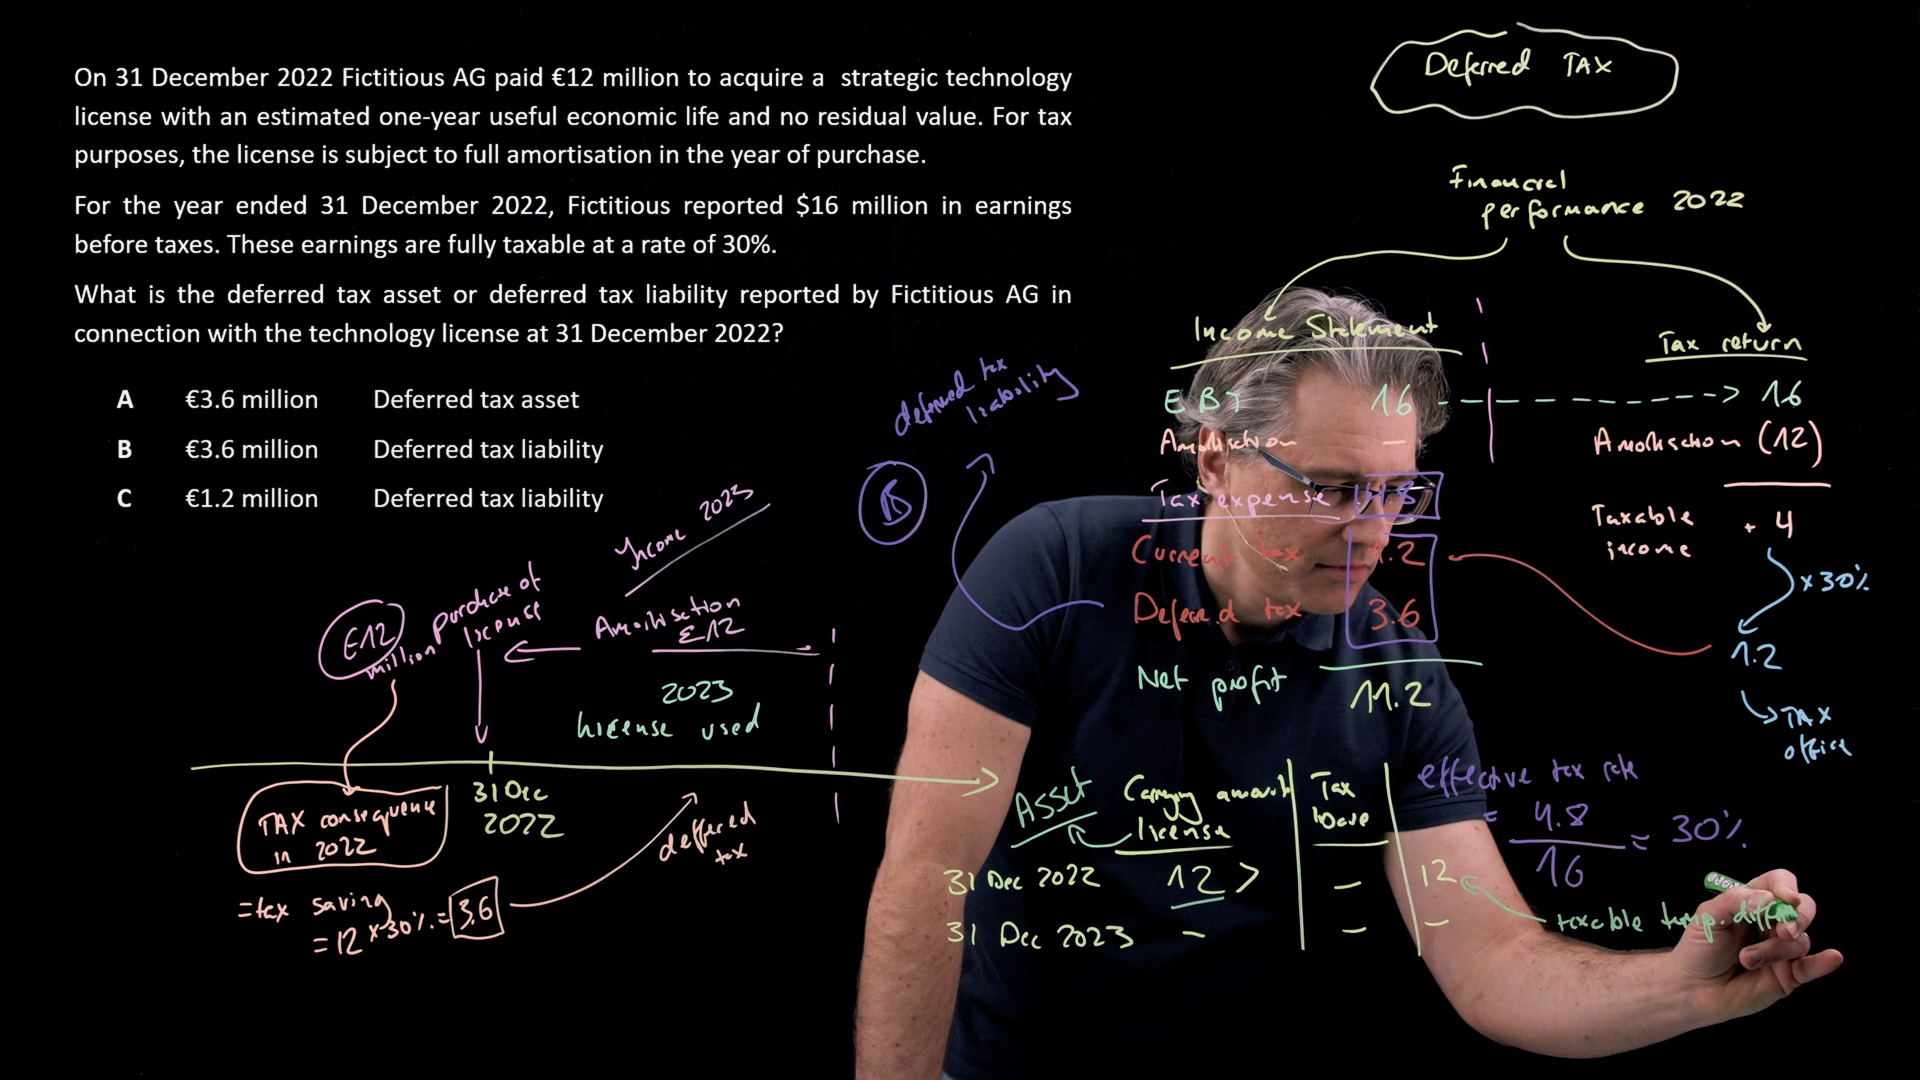 On 31 December 2022 Fictitious AG paid €12 million to acquire a strategic technology
license with an estimated one-year useful economic life and no residual value. For tax
purposes, the license is subject to full amortisation in the year of purchase.
For the year ended 31 December 2022, Fictitious reported $16 million in earnings
before taxes. These earnings are fully taxable at a rate of 30%.
What is the deferred tax asset or deferred tax liability reported by Fictitious AG in
connection with the technology license at 31 December 2022?
A €3.6 million Deferred tax asset
B €3.6 million Deferred tax liability
C €1.2 million Deferred tax liability
Deferred TAX
Financial
performance 2022
Income Statement
EBT 16
Amortisation –
Tax expense 4.8
Current tax 1.2
Deferred tax 3.6
Net profit 11.2
Tax return
16
Amortisation (12)
Taxable
income + 4
x 30%
1.2
TAX
office
deferred tax
liability
B
Income 2023
€12
million
purchase of
license
Amortisation
€12
2023
license used
31 Dec
2022
TAX consequence
in 2022
= tax saving
= 12 x 30% = 3.6
deffered
tax
Asset
Carrying amount
license
Tax
base
31 Dec 2022 12 > – 12
31 Dec 2023 – – –
effective tax rate
= 4.8
16
= 30%
taxable temp. diff